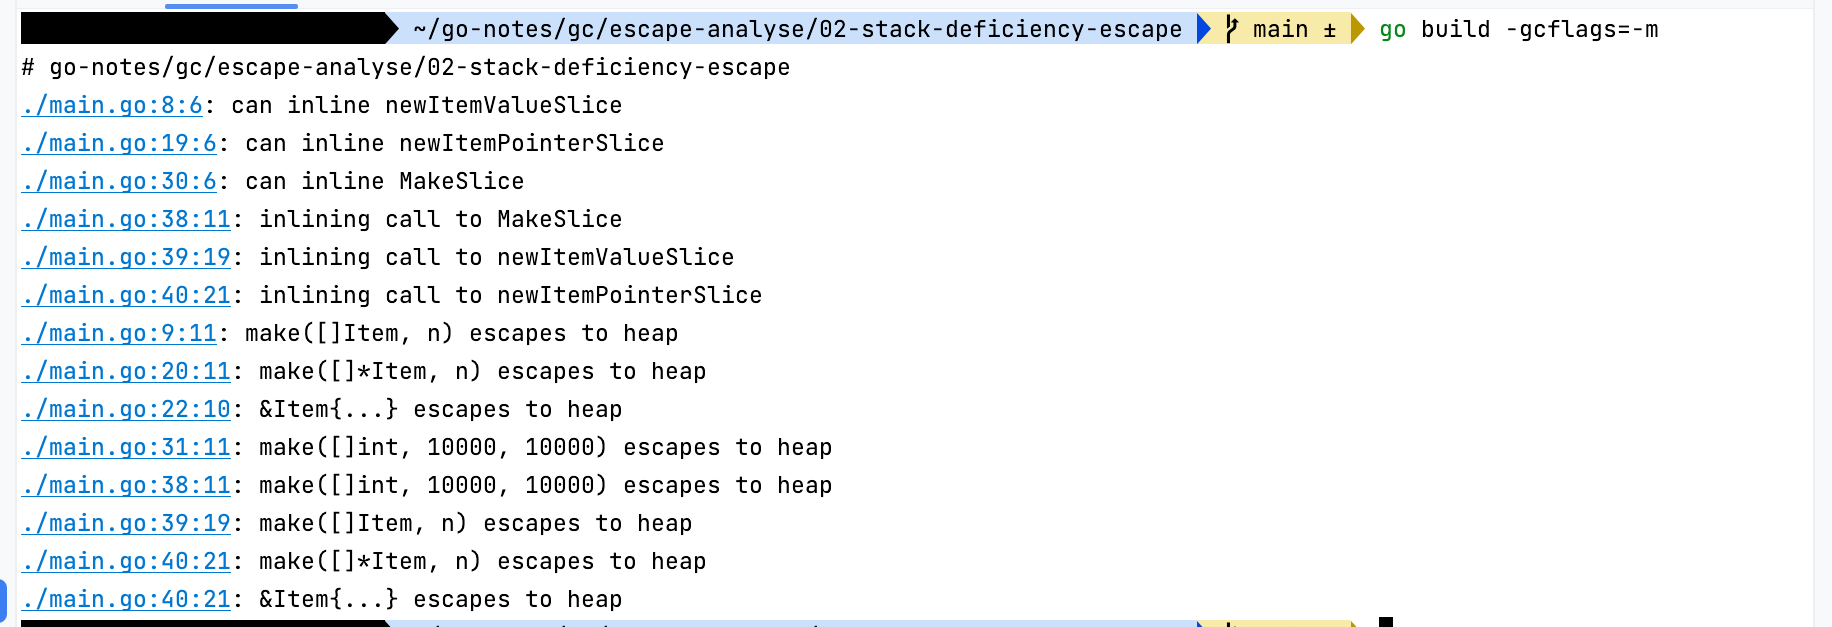 ~/go-notes/gc/escape-analyse/02-stack-deficiency-escape main ± go build -gcflags=-m
# go-notes/gc/escape-analyse/02-stack-deficiency-escape
./main.go:8:6: can inline newItemValueSlice
./main.go:19:6: can inline newItemPointerSlice
./main.go:30:6: can inline MakeSlice
./main.go:38:11: inlining call to MakeSlice
./main.go:39:19: inlining call to newItemValueSlice
./main.go:40:21: inlining call to newItemPointerSlice
./main.go:9:11: make([]Item, n) escapes to heap
./main.go:20:11: make([]*Item, n) escapes to heap
./main.go:22:10: &Item{...} escapes to heap
./main.go:31:11: make([]int, 10000, 10000) escapes to heap
./main.go:38:11: make([]int, 10000, 10000) escapes to heap
./main.go:39:19: make([]Item, n) escapes to heap
./main.go:40:21: make([]*Item, n) escapes to heap
./main.go:40:21: &Item{...} escapes to heap